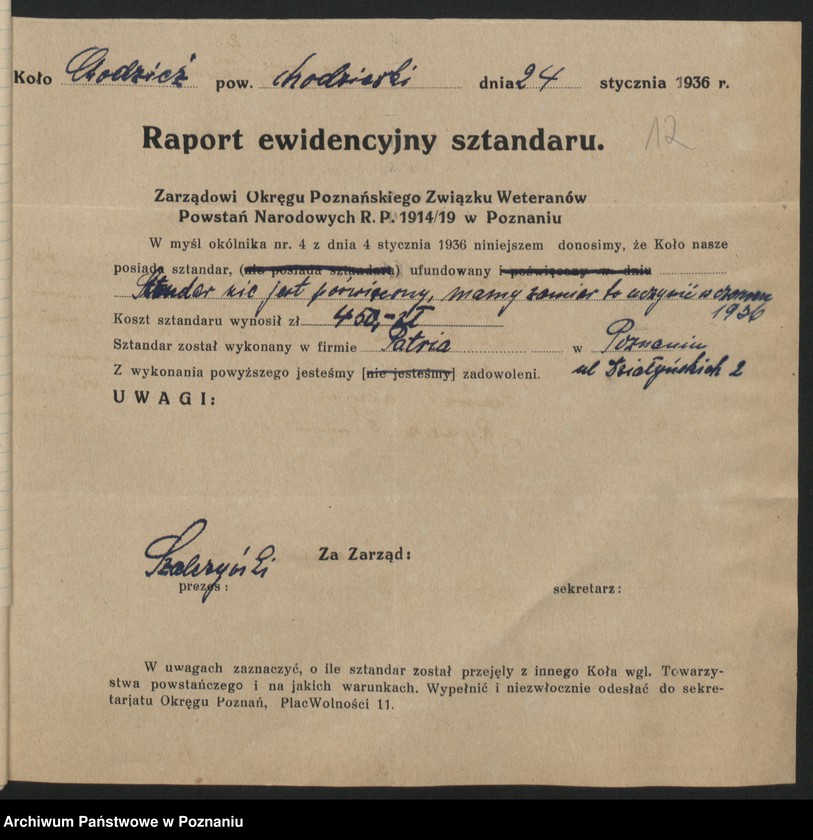 Koło Chodzież pow. chodzieski dnia 24 stycznia 1936 r.
Raport ewidencyjny sztandaru. 12
Zarządowi Okręgu Poznańskiego Związku Weteranów
Powstań Narodowych R. P. 1914/19 w Poznaniu
W myśl okólnika nr. 4 z dnia 4 stycznia 1936 niniejszem donosimy, że Koło nasze
posiada sztandar, (nie posiada sztandaru) ufundowany i poświęcony w dniu
Sztandar nie jest poświęcony, mamy zamiar to uczynić w czerwcu
1936
Koszt sztandaru wynosił zł 450,- zł
Sztandar został wykonany w firmie Patria w Poznaniu
Z wykonania powyższego jesteśmy [nie jesteśmy] zadowoleni. ul Działyńskich 2
UWAGI:
Za Zarząd:
prezes: sekretarz:
W uwagach zaznaczyć, o ile sztandar został przejęly z innego Koła wgl. Towarzy-
stwa powstańczego i na jakich warunkach. Wypełnić i niezwłocznie odesłać do sekre-
tarjatu Okręgu Poznań, PlacWolności 11.
Archiwum Państwowe w Poznaniu